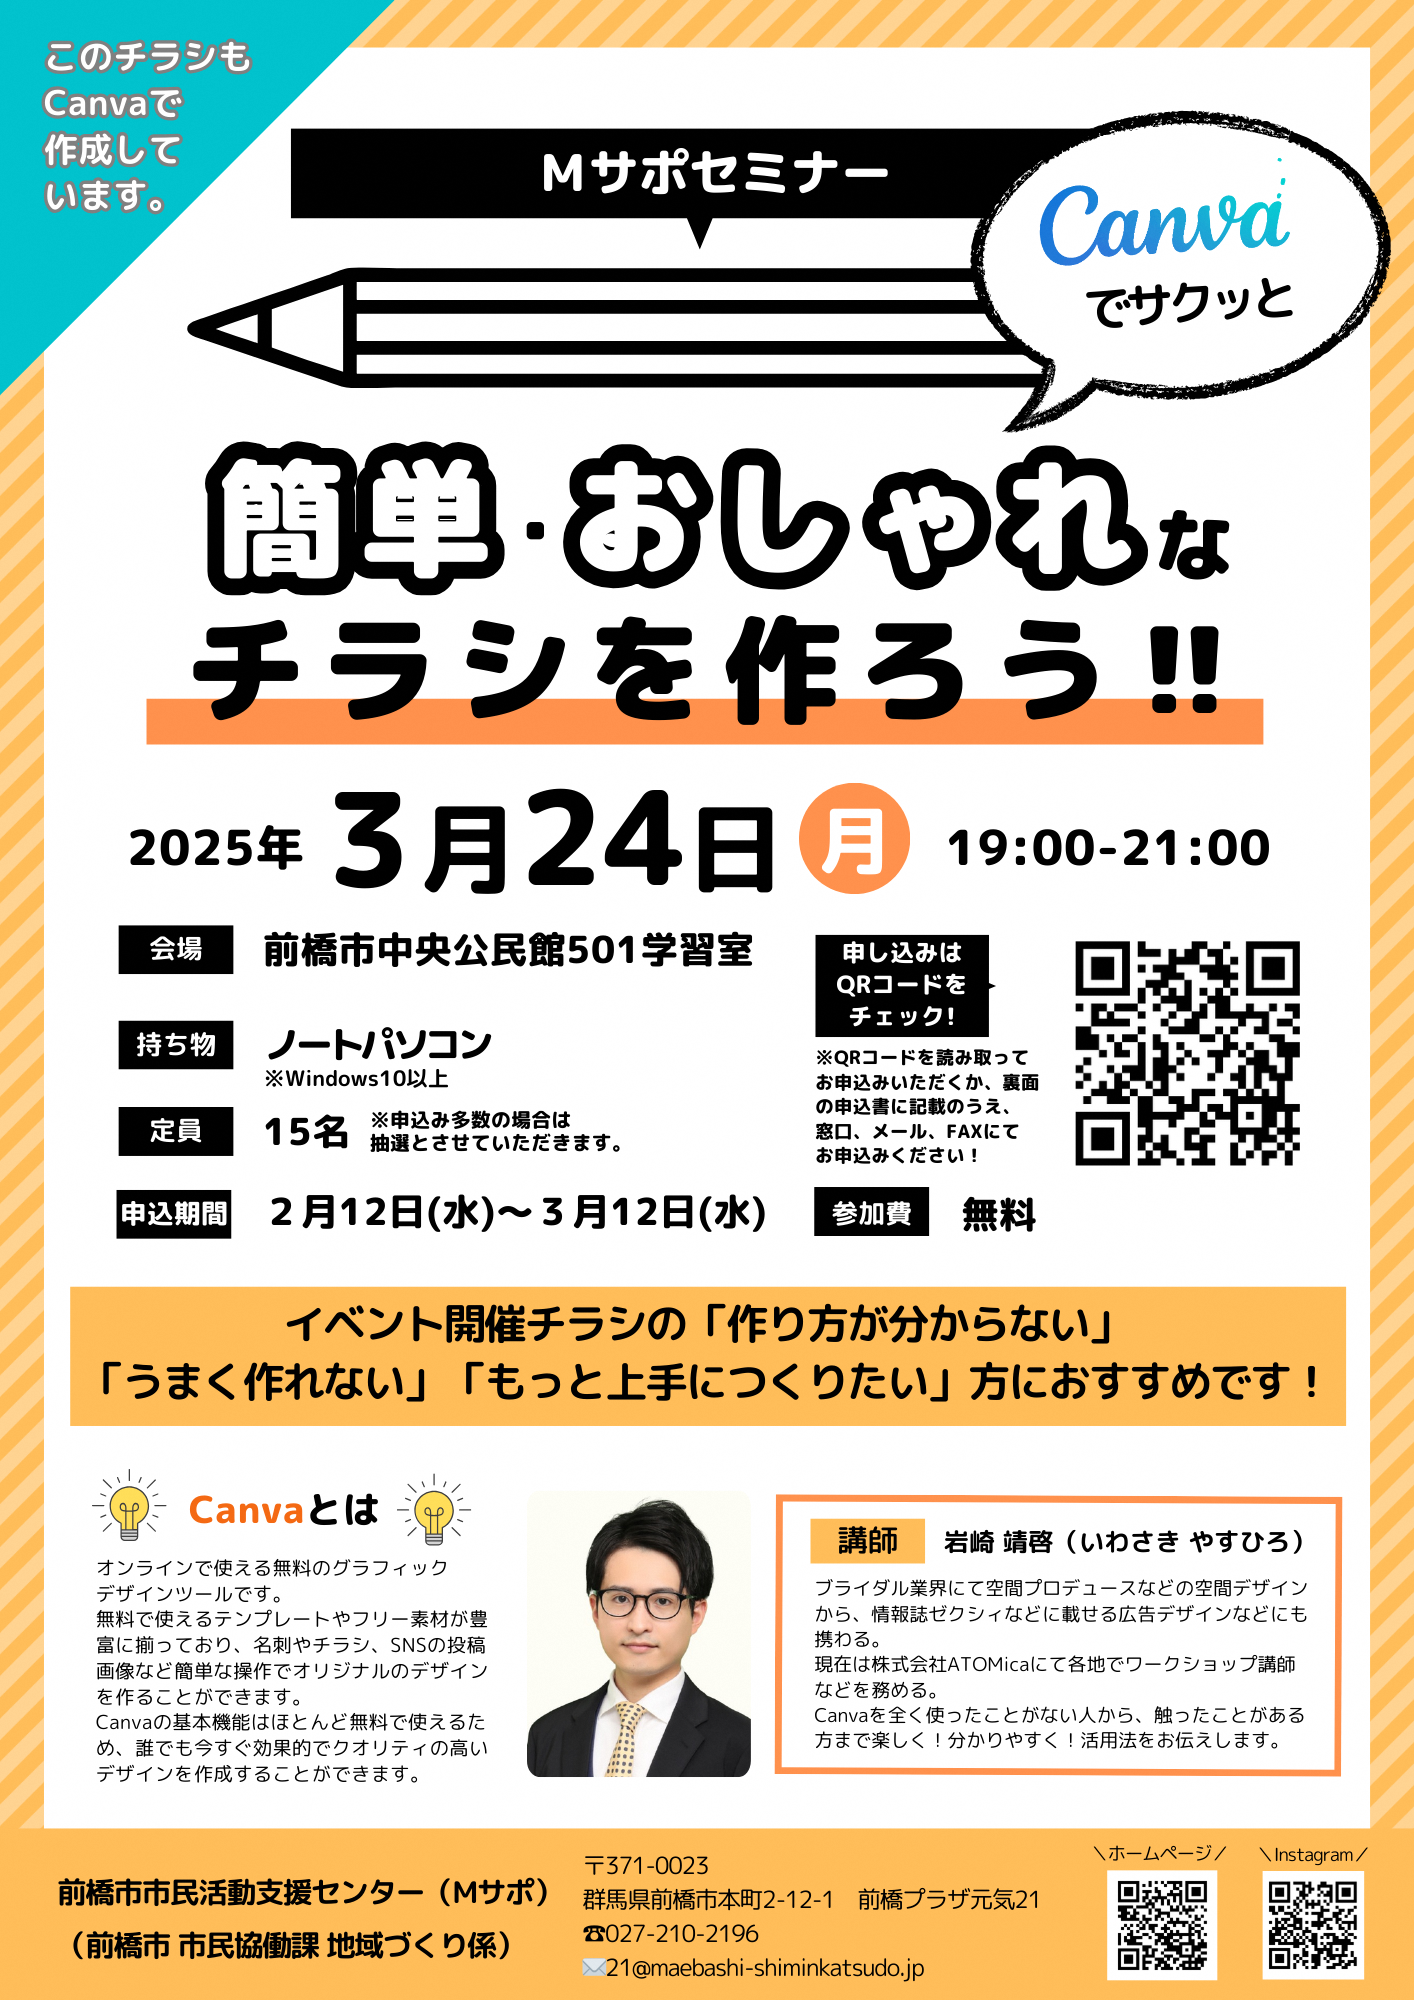 このチラシも
Canvaで
作成して
います。
Mサポセミナー
Canva
でサクッと
簡単・おしゃれな
チラシを作ろう!!
2025年 3月24日 月 19:00-21:00
会場 前橋市中央公民館501学習室
持ち物 ノートパソコン
※Windows10以上
定員 15名 ※申込み多数の場合は
抽選とさせていただきます。
申込期間 2月12日(水)～3月12日(水)
申し込みは
QRコードを
チェック!
※QRコードを読み取って
お申込みいただくか、裏面
の申込書に記載のうえ、
窓口、メール、FAXにて
お申込みください！
参加費 無料
イベント開催チラシの「作り方が分からない」
「うまく作れない」「もっと上手につくりたい」方におすすめです！
Canvaとは
オンラインで使える無料のグラフィック
デザインツールです。
無料で使えるテンプレートやフリー素材が豊
富に揃っており、名刺やチラシ、SNSの投稿
画像など簡単な操作でオリジナルのデザイン
を作ることができます。
Canvaの基本機能はほとんど無料で使えるた
め、誰でも今すぐ効果的でクオリティの高い
デザインを作成することができます。
講師 岩崎 靖啓（いわさき やすひろ）
ブライダル業界にて空間プロデュースなどの空間デザイン
から、情報誌ゼクシィなどに載せる広告デザインなどにも
携わる。
現在は株式会社ATOMicaにて各地でワークショップ講師
などを務める。
Canvaを全く使ったことがない人から、触ったことがある
方まで楽しく！分かりやすく！活用法をお伝えします。
前橋市市民活動支援センター（Mサポ）
（前橋市 市民協働課 地域づくり係）
〒371-0023
群馬県前橋市本町2-12-1　前橋プラザ元気21
☎027-210-2196
✉21@maebashi-shiminkatsudo.jp
＼ホームページ／
＼Instagram／